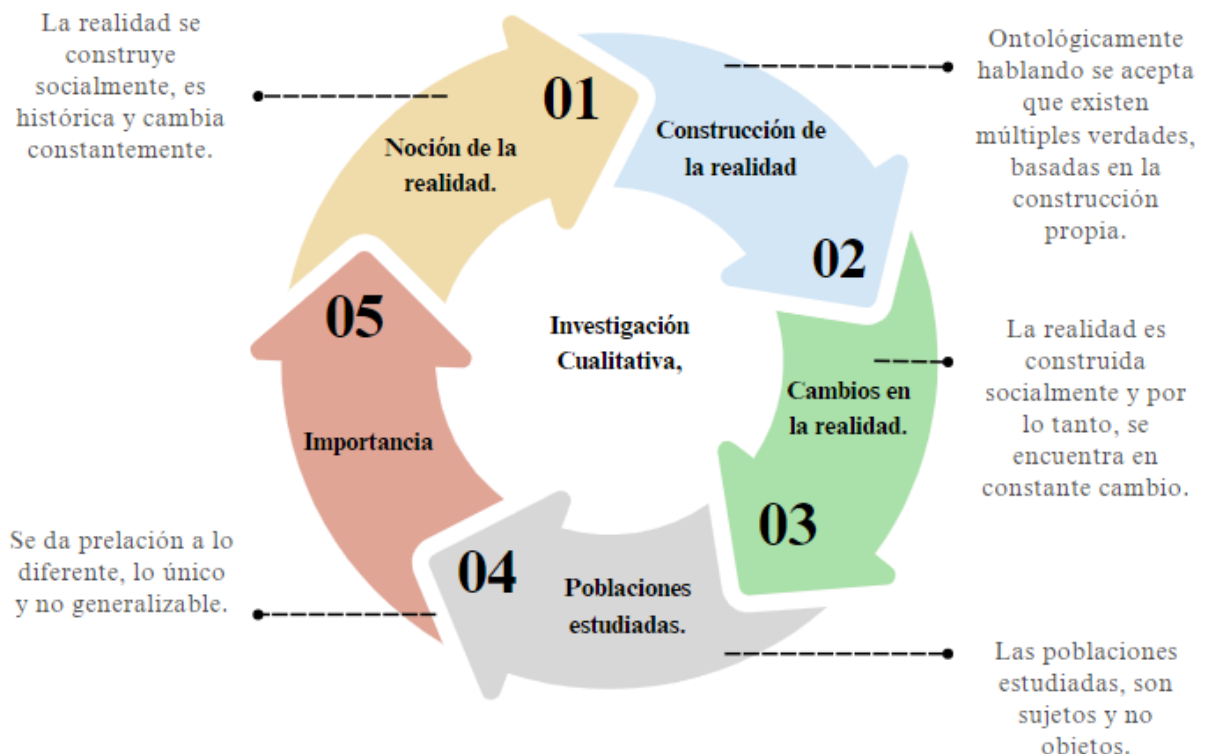 La realidad se
construye
socialmente, es
histórica y cambia
constantemente.
01
Noción de la
realidad.
Construcción de
la realidad
02
Ontológicamente
hablando se acepta
que existen
múltiples verdades,
basadas en la
construcción
propia.
Investigación
Cualitativa,
Cambios en
la realidad.
03
La realidad es
construida
socialmente y por
lo tanto, se
encuentra en
constante cambio.
04
Poblaciones
estudiadas.
Las poblaciones
estudiadas, son
sujetos y no
objetos.
05
Importancia
Se da prelación a lo
diferente, lo único
y no generalizable.